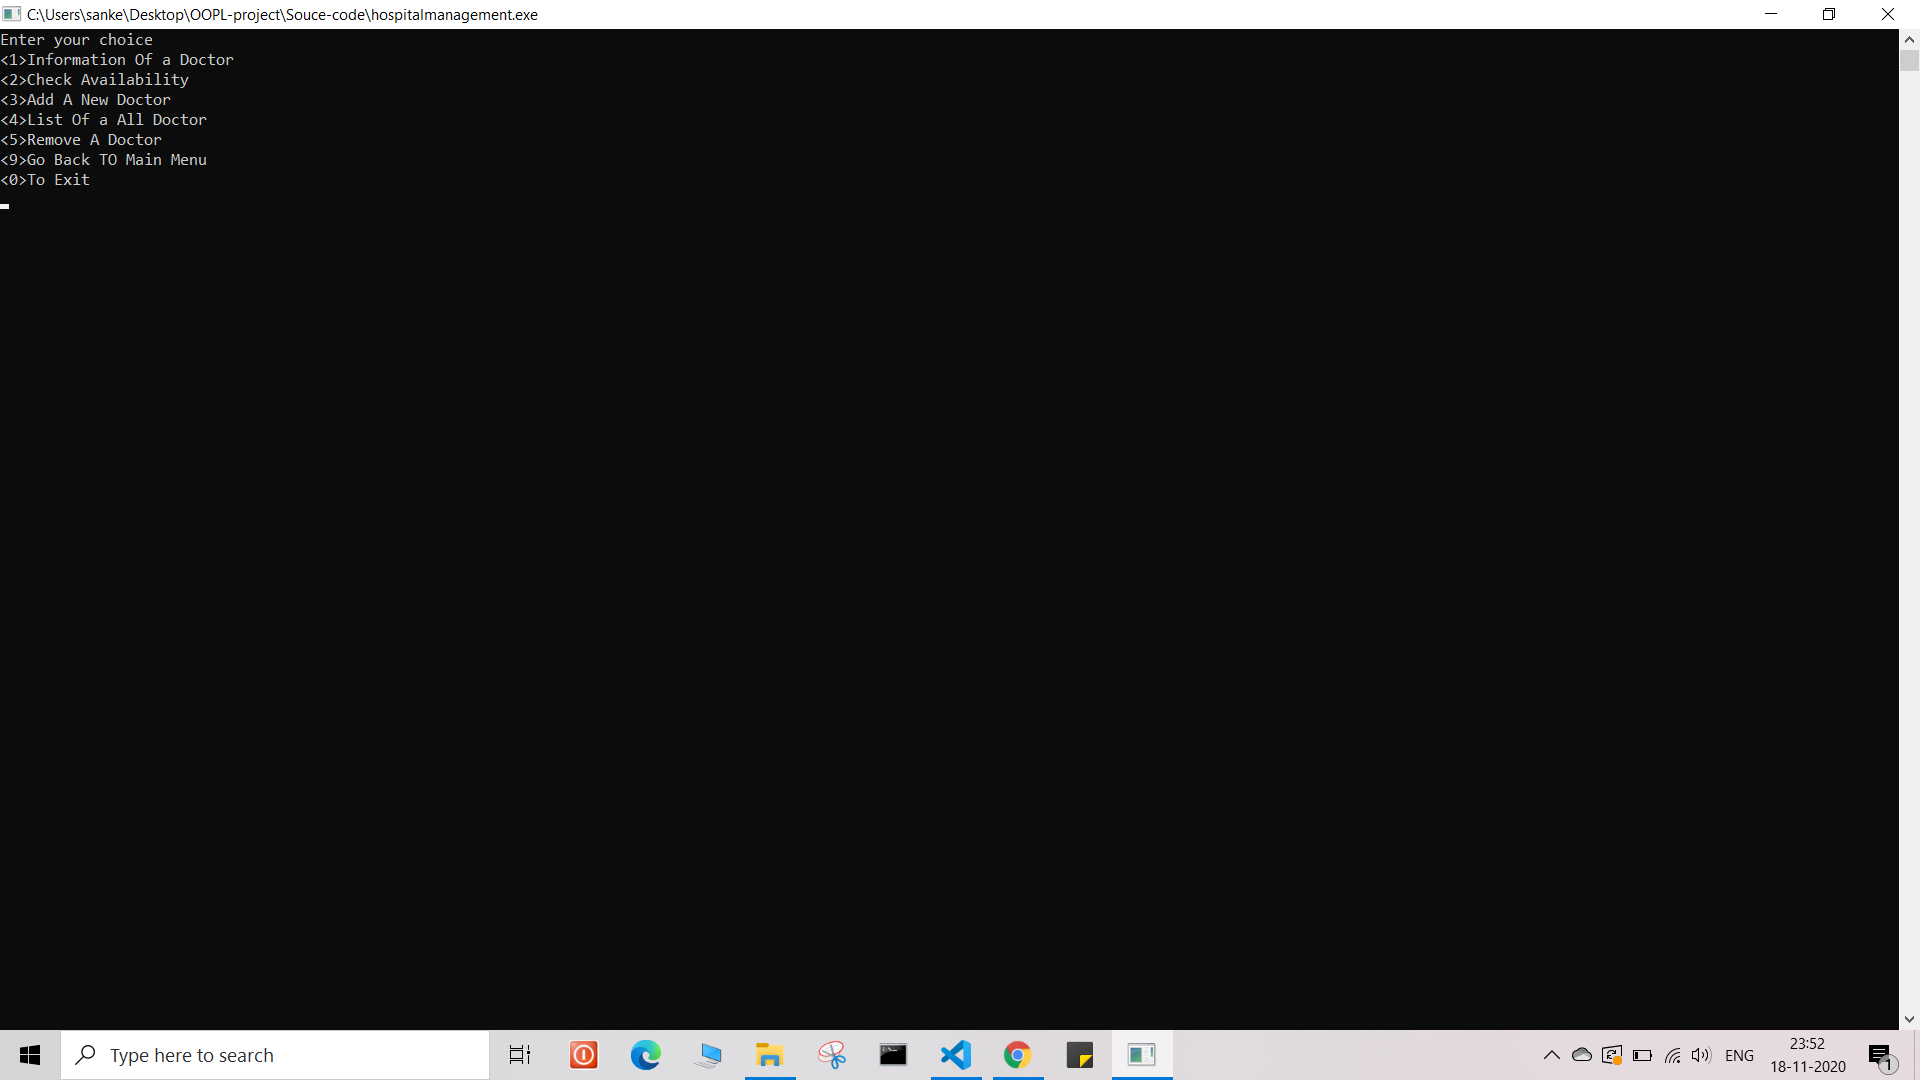 C:\Users\sanke\Desktop\OOPL-project\Souce-code\hospitalmanagement.exe
Enter your choice
<1>Information Of a Doctor
<2>Check Availability
<3>Add A New Doctor
<4>List Of a All Doctor
<5>Remove A Doctor
<9>Go Back TO Main Menu
<0>To Exit
Type here to search
ENG
23:52
18-11-2020
1